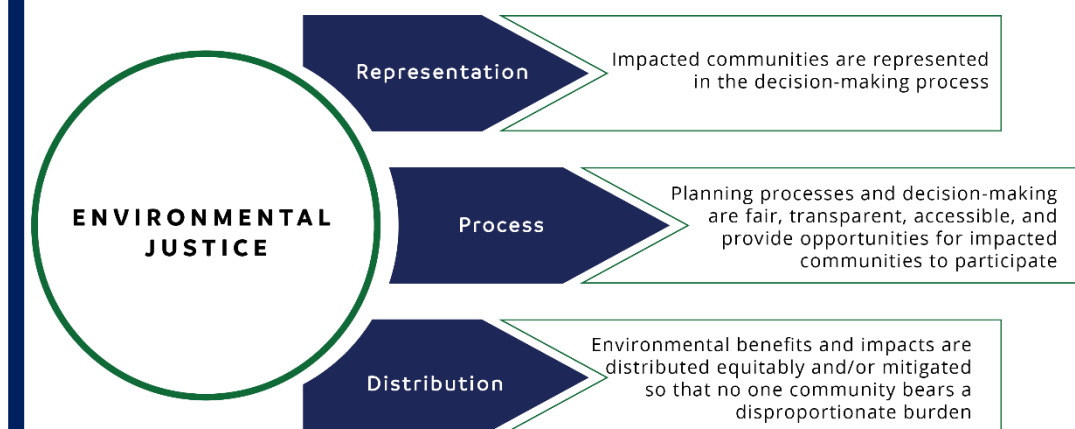 ENVIRONMENTAL
JUSTICE
Representation
Impacted communities are represented
in the decision-making process
Process
Planning processes and decision-making
are fair, transparent, accessible, and
provide opportunities for impacted
communities to participate
Distribution
Environmental benefits and impacts are
distributed equitably and/or mitigated
so that no one community bears a
disproportionate burden